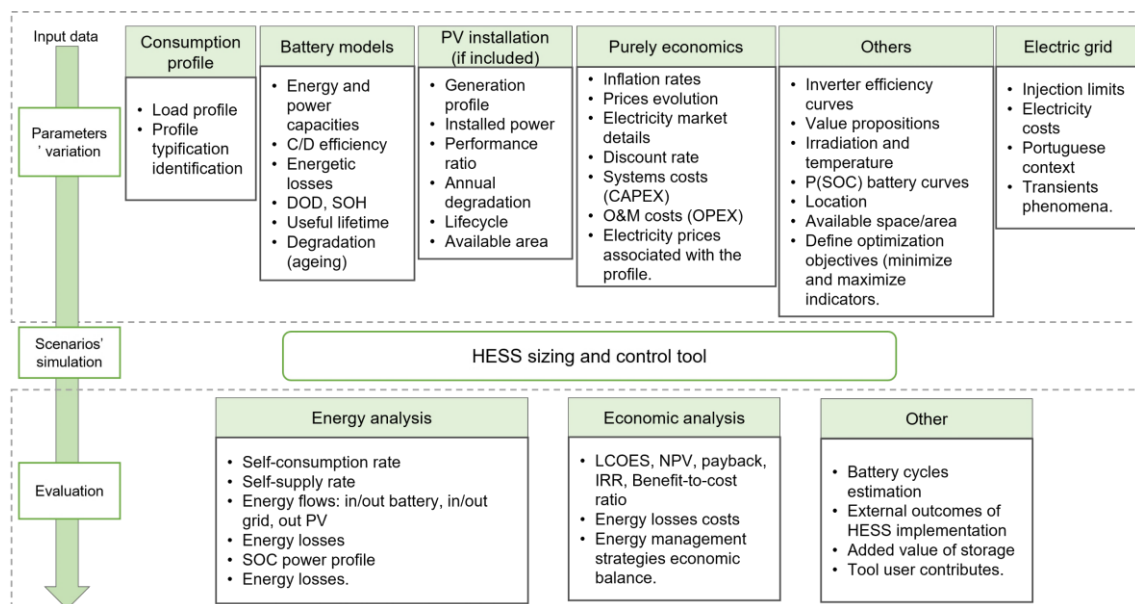 Input data
Parameters
' variation
Scenarios'
simulation
Evaluation
Consumption
profile
• Load profile
• Profile
typification
identification
Battery models
• Energy and
power
capacities
• C/D efficiency
• Energetic
losses
• DOD, SOH
• Useful lifetime
• Degradation
(ageing)
PV installation
(if included)
• Generation
profile
• Installed power
• Performance
ratio
• Annual
degradation
• Lifecycle
• Available area
Purely economics
• Inflation rates
• Prices evolution
• Electricity market
details
• Discount rate
• Systems costs
(CAPEX)
• O&M costs (OPEX)
• Electricity prices
associated with the
profile.
Others
• Inverter efficiency
curves
• Value propositions
• Irradiation and
temperature
• P(SOC) battery curves
• Location
• Available space/area
• Define optimization
objectives (minimize
and maximize
indicators.
Electric grid
• Injection limits
• Electricity
costs
• Portuguese
context
• Transients
phenomena.
HESS sizing and control tool
Energy analysis
• Self-consumption rate
• Self-supply rate
• Energy flows: in/out battery, in/out
grid, out PV
• Energy losses
• SOC power profile
• Energy losses.
Economic analysis
• LCOES, NPV, payback,
IRR, Benefit-to-cost
ratio
• Energy losses costs
• Energy management
strategies economic
balance.
Other
• Battery cycles
estimation
• External outcomes of
HESS implementation
• Added value of storage
• Tool user contributes.